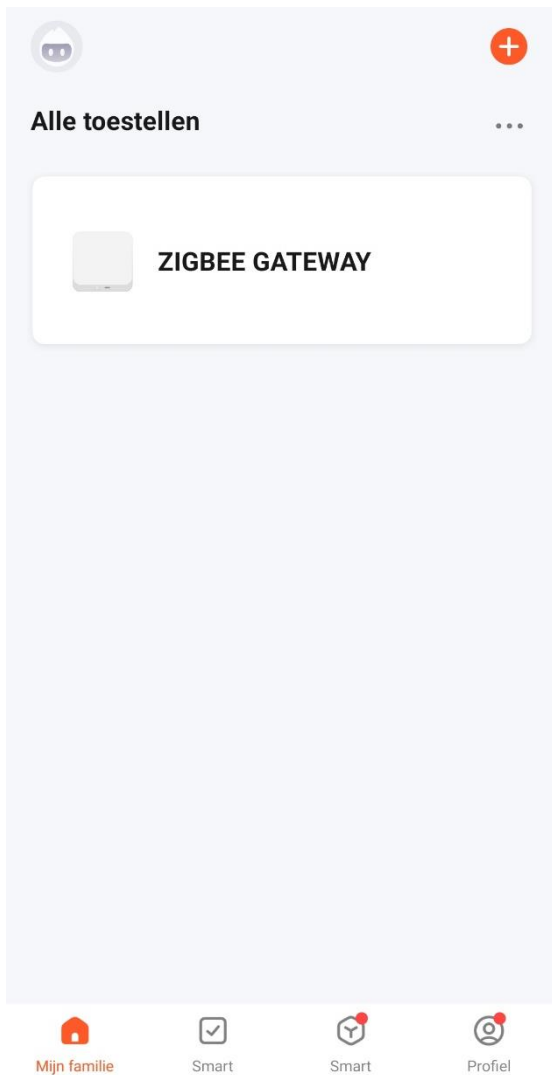 Alle toestellen
ZIGBEE GATEWAY
Mijn familie
Smart
Smart
Profiel